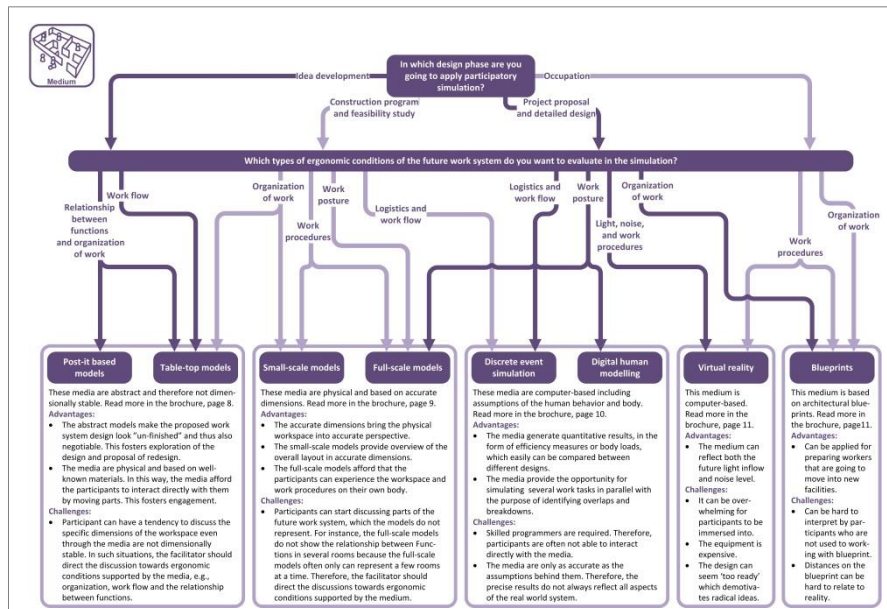 Medium
In which design phase are you
going to apply participatory
simulation?
Idea development
Occupation
Construction program
and feasibility study
Project proposal
and detailed design
Which types of ergonomic conditions of the future work system do you want to evaluate in the simulation?
Relationship
between
functions
and organization
of work
Work flow
Organization
of work
Work
procedures
Work
posture
Logistics and
work flow
Logistics and
work flow
Work
posture
Light, noise,
and work
procedures
Organization
of work
Work
procedures
Organization
of work
Post-it based
models
Table-top models
These media are abstract and therefore not dimen-
sionally stable. Read more in the brochure, page 8.
Advantages:
• The abstract models make the proposed work
system design look "un-finished" and thus also
negotiable. This fosters exploration of the
design and proposal of redesign.
• The media are physical and based on well-
known materials. In this way, the media afford
the participants to interact directly with them
by moving parts. This fosters engagement.
Challenges:
• Participant can have a tendency to discuss the
specific dimensions of the workspace even
through the media are not dimensionally
stable. In such situations, the facilitator should
direct the discussion towards ergonomic
conditions supported by the media, e.g.,
organization, work flow and the relationship
between functions.
Small-scale models
Full-scale models
These media are physical and based on accurate
dimensions. Read more in the brochure, page 9.
Advantages:
• The accurate dimensions bring the physical
workspace into accurate perspective.
• The small-scale models provide overview of the
overall layout in accurate dimensions.
• The full-scale models afford that the
participants can experience the workspace and
work procedures on their own body.
Challenges:
• Participants can start discussing parts of the
future work system, which the models do not
represent. For instance, the full-scale models
do not show the relationship between Func-
tions in several rooms because the full-scale
models often only can represent a few rooms
at a time. Therefore, the facilitator should
direct the discussions towards ergonomic
conditions supported by the medium.
Discrete event
simulation
Digital human
modelling
These media are computer-based including
assumptions of the human behavior and body.
Read more in the brochure, page 10.
Advantages:
• The media generate quantitative results, in the
form of efficiency measures or body loads,
which easily can be compared between
different designs.
• The media provide the opportunity for
simulating several work tasks in parallel with
the purpose of identifying overlaps and
breakdowns.
Challenges:
• Skilled programmers are required. Therefore,
participants are often not able to interact
directly with the media.
• The media are only as accurate as the
assumptions behind them. Therefore, the
precise results do not always reflect all aspects
of the real world system.
Virtual reality
This medium is
computer-based.
Read more in the
brochure, page 11.
Advantages:
• The medium can
reflect both the
future light inflow
and noise level.
Challenges:
• It can be over-
whelming for
participants to be
immersed into.
• The equipment is
expensive.
• The design can
seem 'too ready'
which demotiva-
tes radical ideas.
Blueprints
This medium is based
on architectural blue-
prints. Read more in
the brochure, page11.
Advantages:
• Can be applied for
preparing workers
that are going to
move into new
facilities.
Challenges:
• Can be hard to
interpret by par-
ticipants who are
not used to work-
ing with blueprint.
• Distances on the
blueprint can be
hard to relate to
reality.